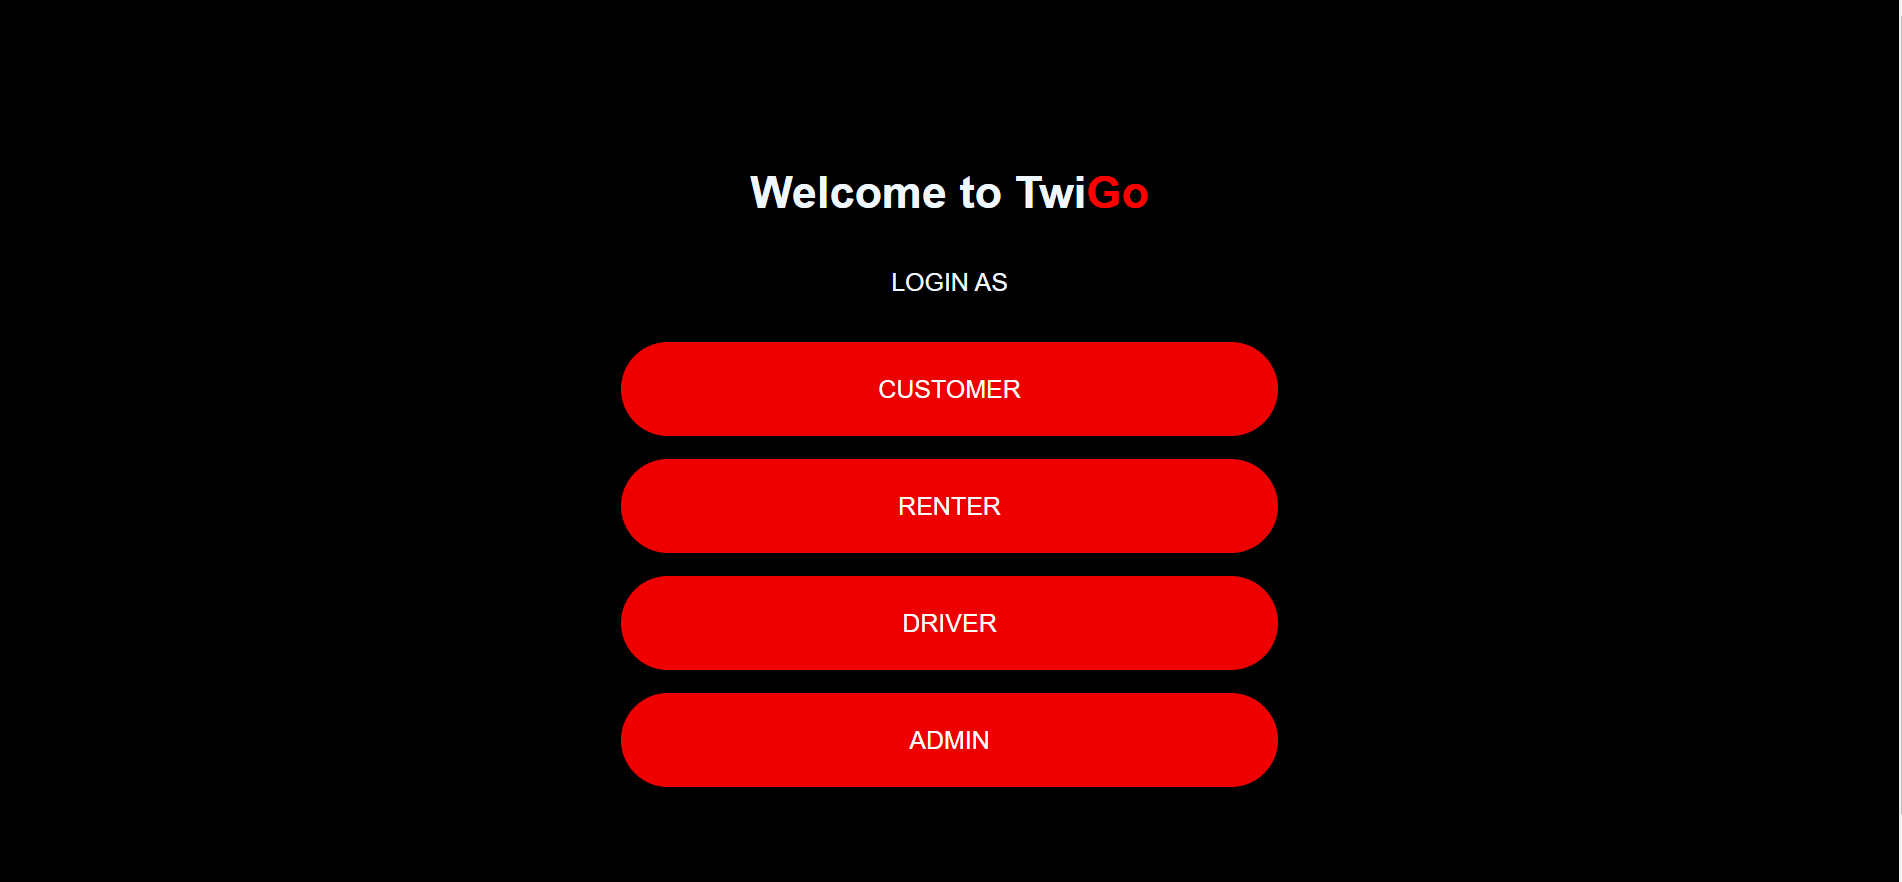 Welcome to TwiGo
LOGIN AS
CUSTOMER
RENTER
DRIVER
ADMIN